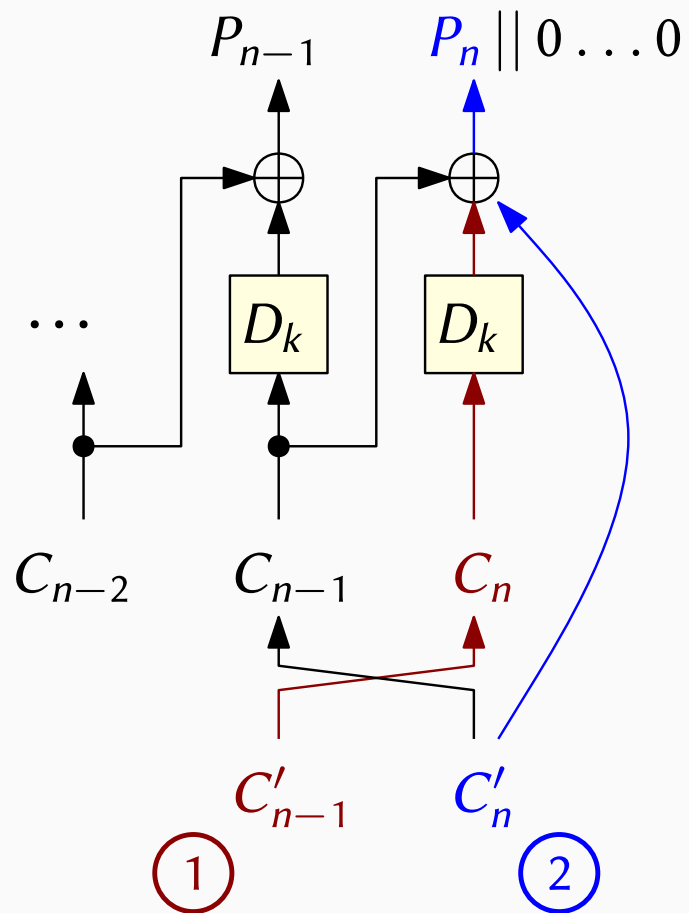 P_{n−1} P_n || 0 . . . 0
. . . D_k D_k
C_{n−2} C_{n−1} C_n
C′_{n−1} C′_n
1 2